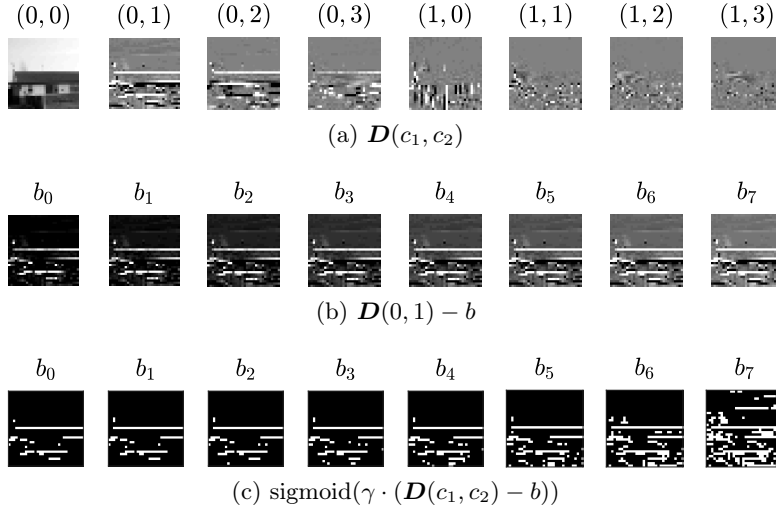 (0, 0) (0, 1) (0, 2) (0, 3) (1, 0) (1, 1) (1, 2) (1, 3)
(a) D(c₁, c₂)
b₀ b₁ b₂ b₃ b₄ b₅ b₆ b₇
(b) D(0, 1) − b
b₀ b₁ b₂ b₃ b₄ b₅ b₆ b₇
(c) sigmoid(γ · (D(c₁, c₂) − b))